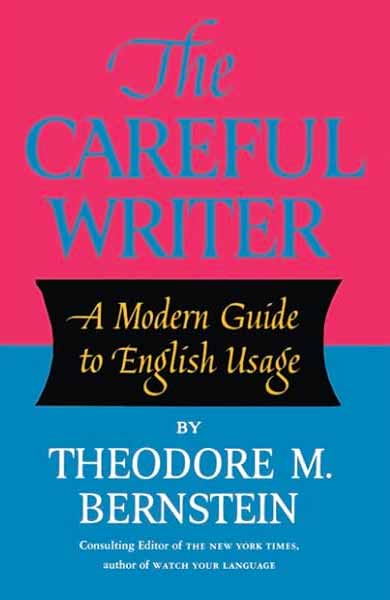 The
CAREFUL
WRITER
A Modern Guide
to English Usage
BY
THEODORE M.
BERNSTEIN
Consulting Editor of THE NEW YORK TIMES,
author of WATCH YOUR LANGUAGE